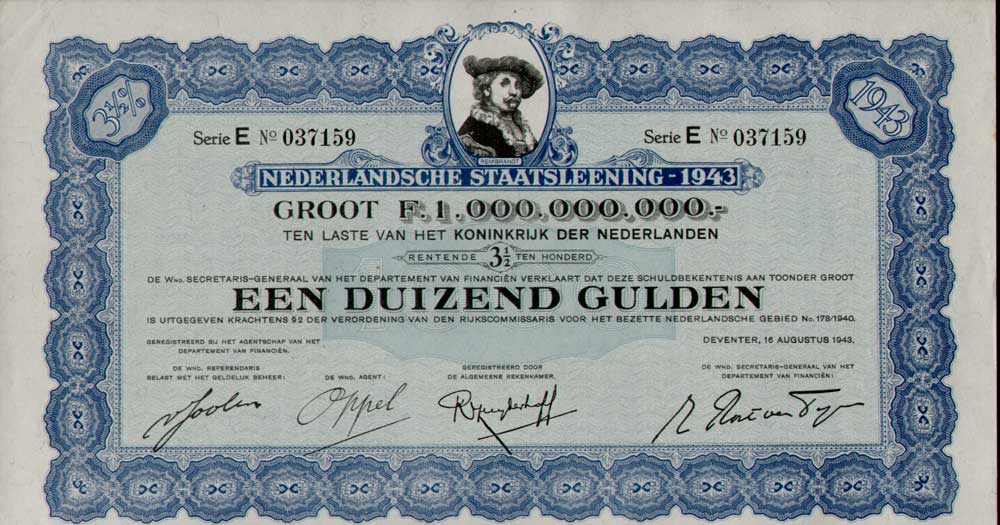 3½%
1943
Serie E Nº 037159
Serie E Nº 037159
REMBRANDT
NEDERLANDSCHE STAATSLEENING - 1943
GROOT F. 1.000.000.000.-
TEN LASTE VAN HET KONINKRIJK DER NEDERLANDEN
RENTENDE 3½ TEN HONDERD
DE WND. SECRETARIS-GENERAAL VAN HET DEPARTEMENT VAN FINANCIËN VERKLAART DAT DEZE SCHULDBEKENTENIS AAN TOONDER GROOT
EEN DUIZEND GULDEN
IS UITGEGEVEN KRACHTENS §2 DER VERORDENING VAN DEN RIJKSCOMMISSARIS VOOR HET BEZETTE NEDERLANDSCHE GEBIED No. 178/1940.
GEREGISTREERD BIJ HET AGENTSCHAP VAN HET
DEPARTEMENT VAN FINANCIËN.
DEVENTER, 16 AUGUSTUS 1943.
DE WND. REFERENDARIS
BELAST MET HET GELDELIJK BEHEER:
DE WND. AGENT:
GEREGISTREERD DOOR
DE ALGEMEENE REKENKAMER.
DE WND. SECRETARIS-GENERAAL VAN HET
DEPARTEMENT VAN FINANCIËN:
Oppel